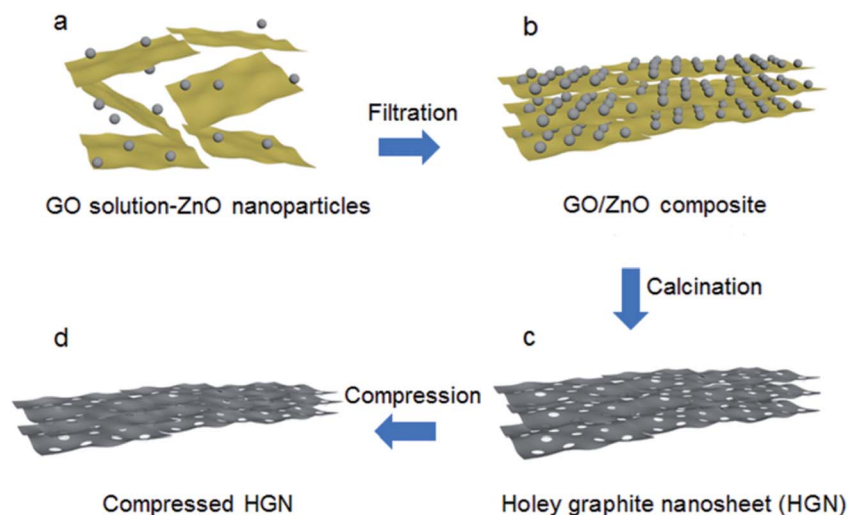 a
b
Filtration
GO solution-ZnO nanoparticles
GO/ZnO composite
Calcination
d
c
Compression
Compressed HGN
Holey graphite nanosheet (HGN)